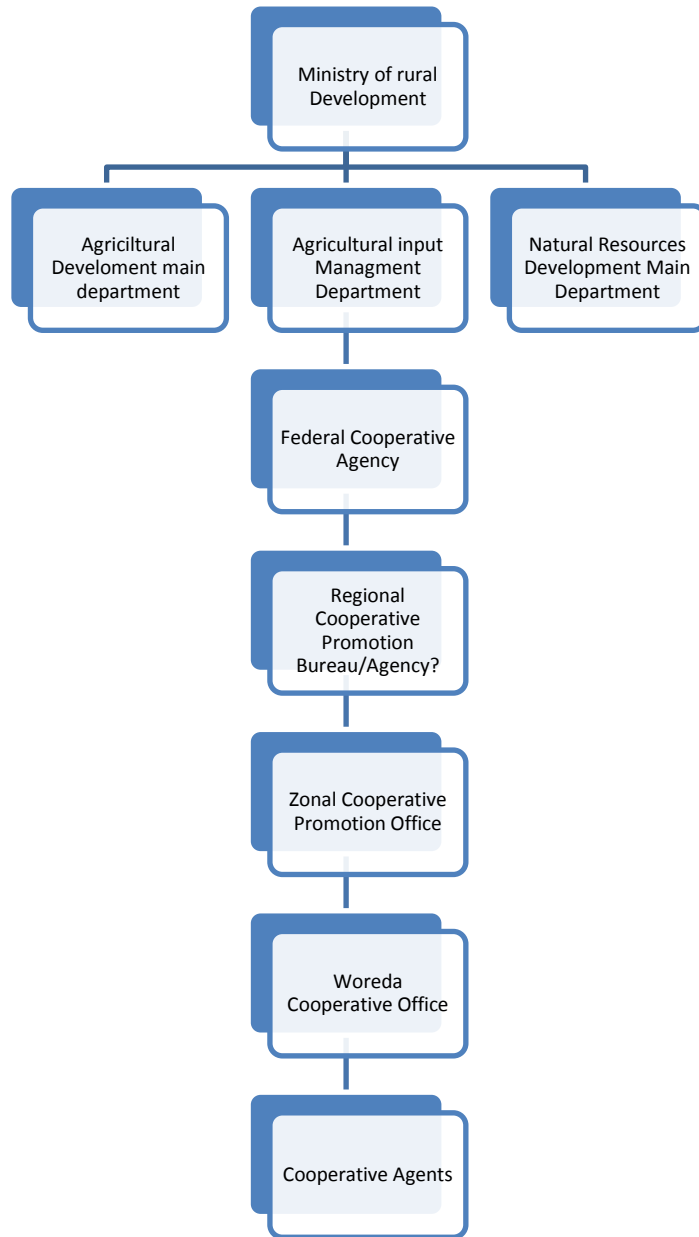 Ministry of rural
Development
Agriciltural
Develoment main
department
Agricultural input
Managment
Department
Natural Resources
Development Main
Department
Federal Cooperative
Agency
Regional
Cooperative
Promotion
Bureau/Agency?
Zonal Cooperative
Promotion Office
Woreda
Cooperative Office
Cooperative Agents